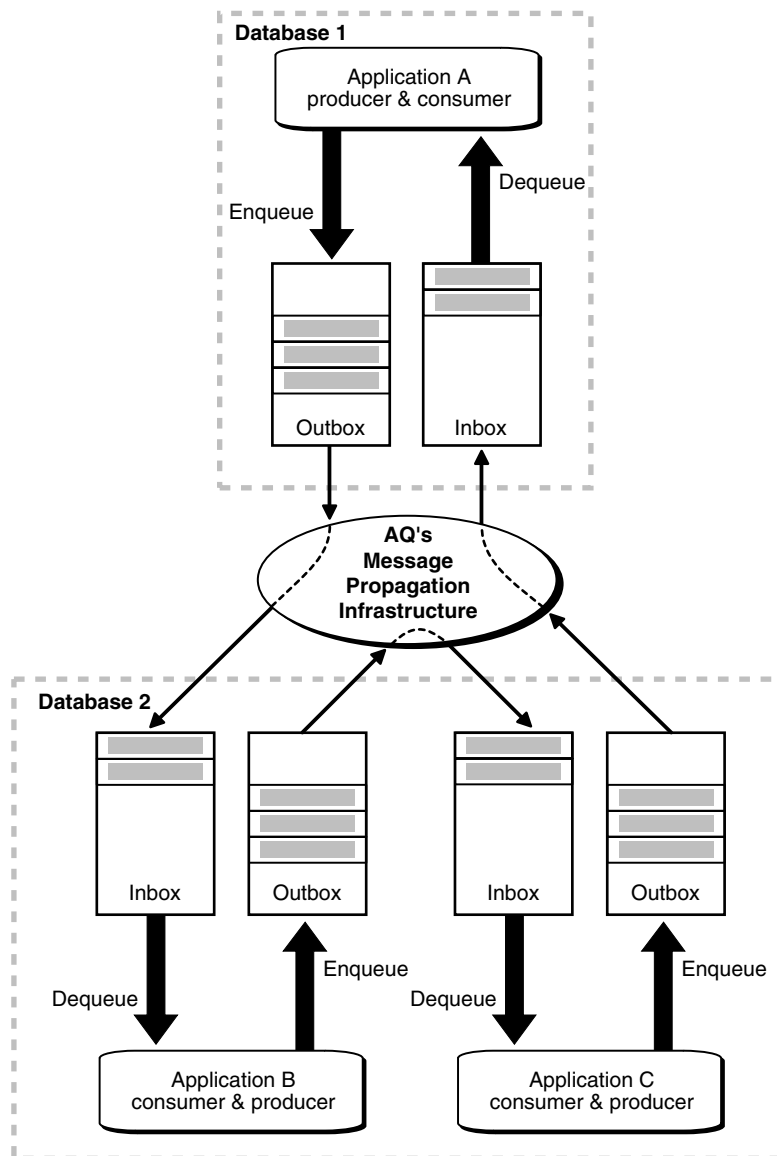 Database 1
Application A
producer & consumer
Dequeue
Enqueue
Outbox
Inbox
AQ's
Message
Propagation
Infrastructure
Database 2
Inbox
Outbox
Inbox
Outbox
Dequeue
Enqueue
Dequeue
Enqueue
Application B
consumer & producer
Application C
consumer & producer